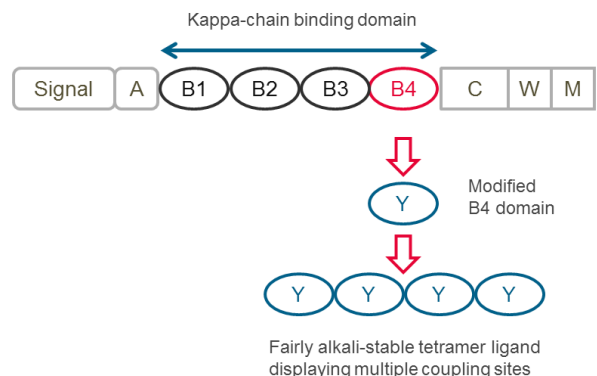 Kappa-chain binding domain
Signal A B1 B2 B3 B4 C W M
Y
Modified
B4 domain
Y Y Y Y
Fairly alkali-stable tetramer ligand
displaying multiple coupling sites